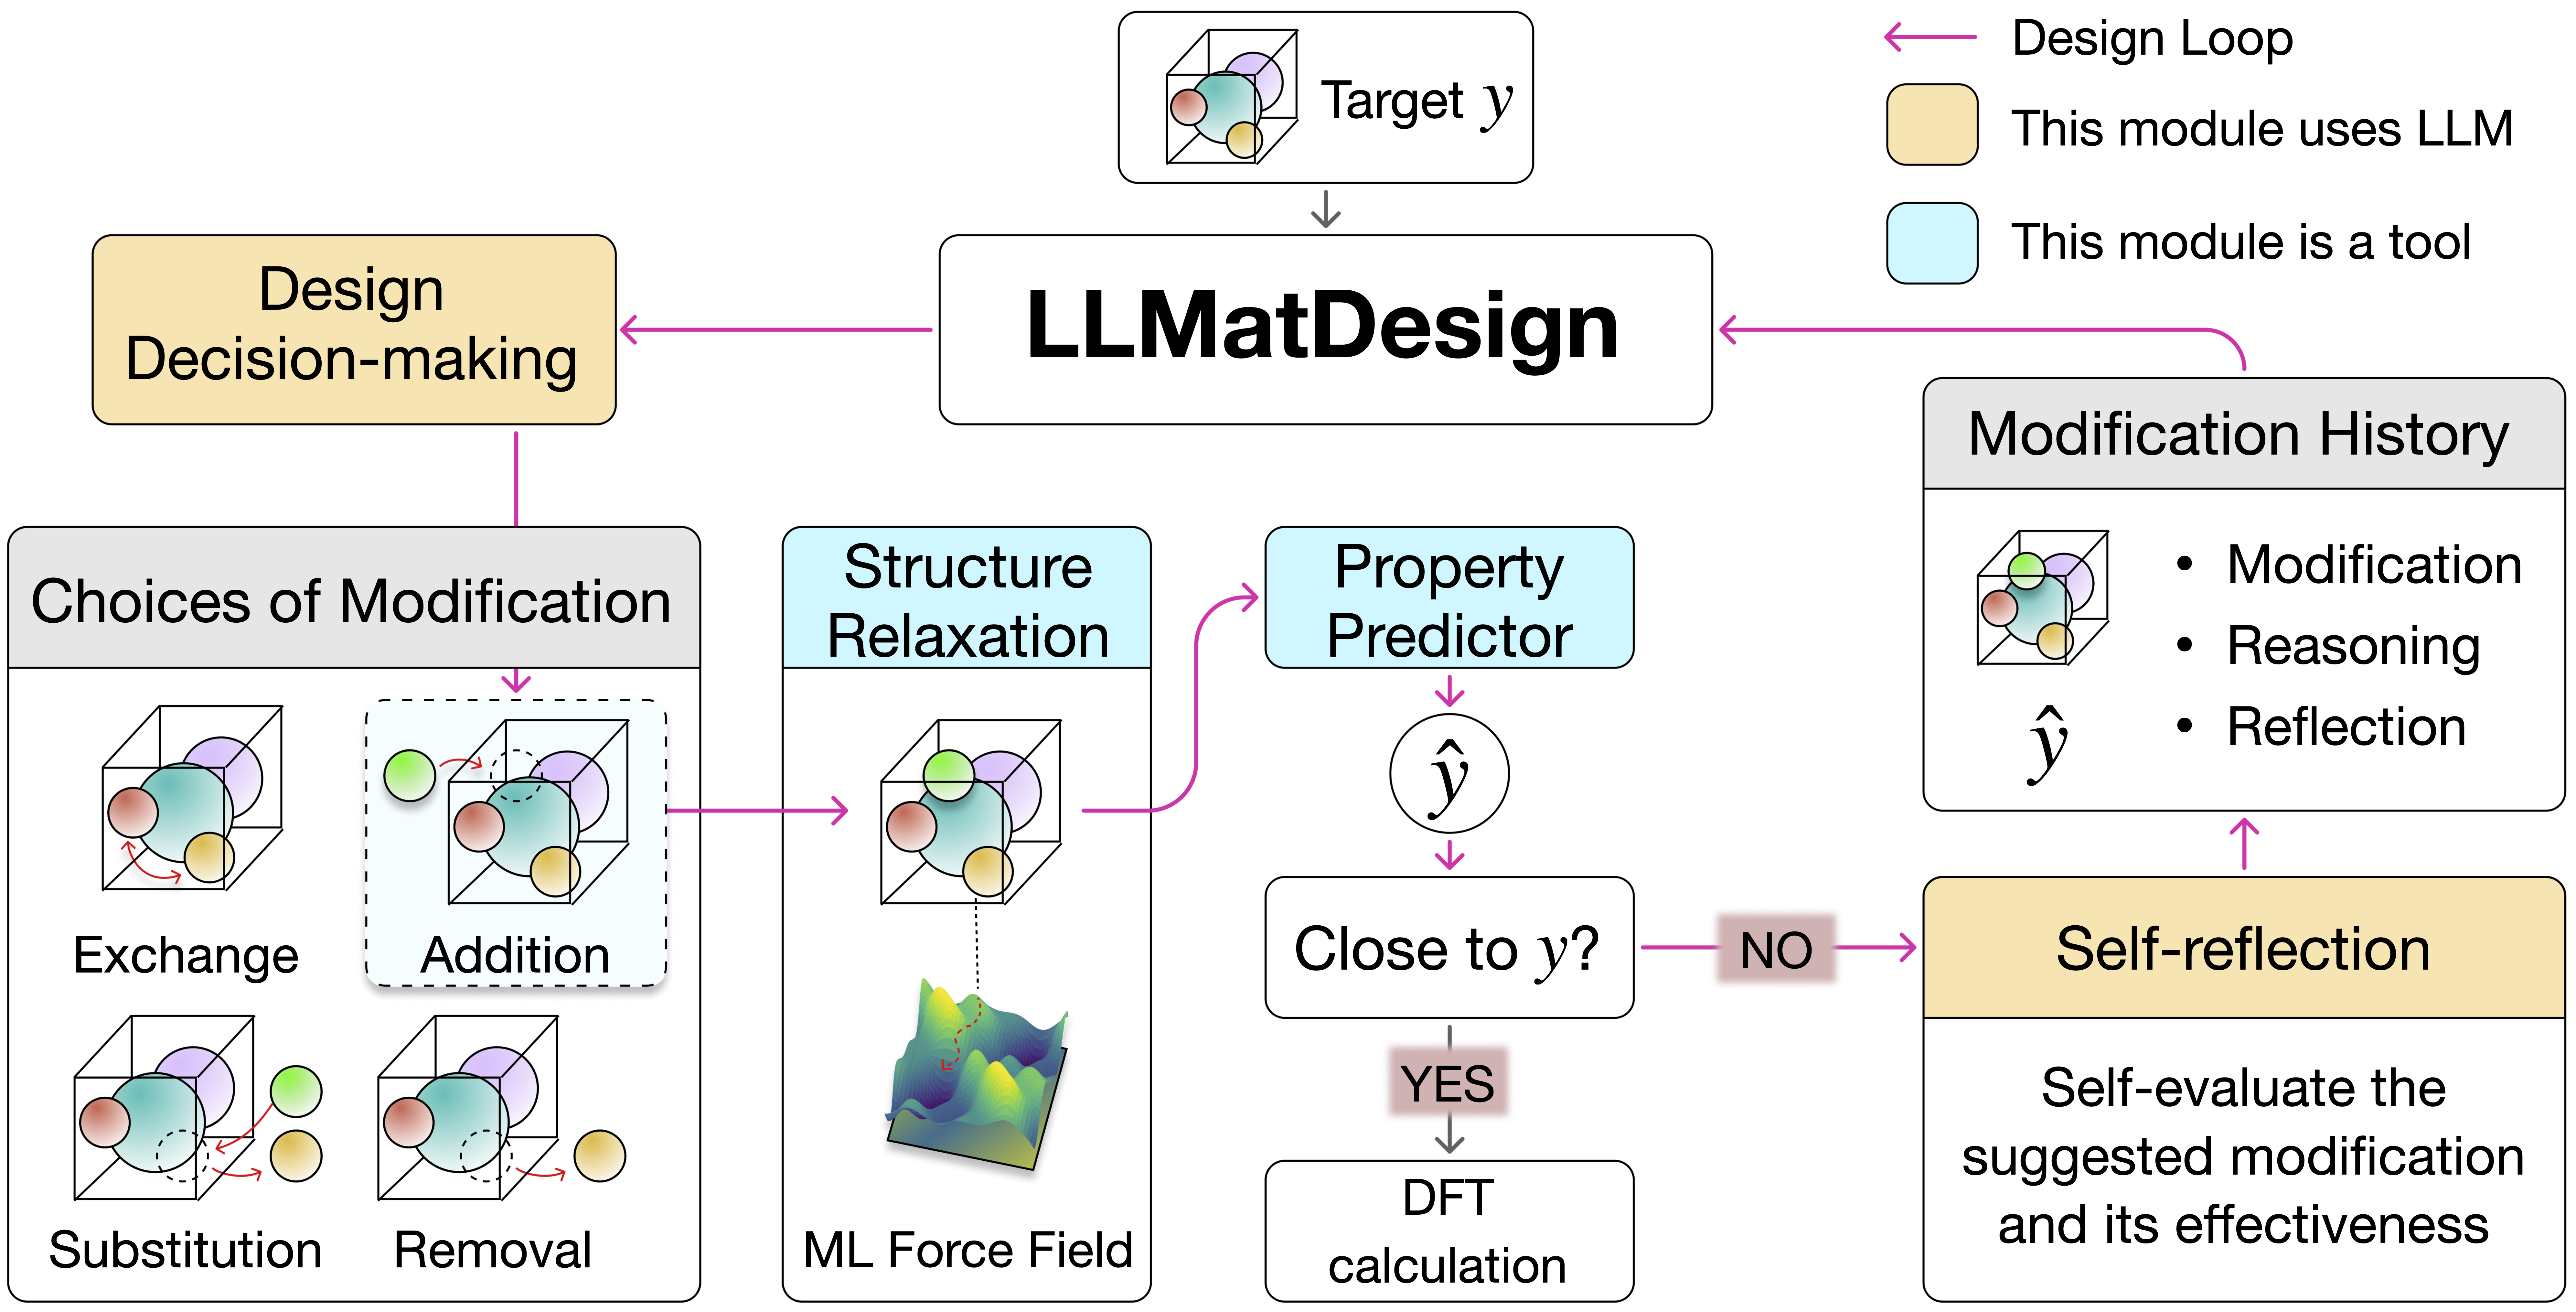 Target y
Design Loop
This module uses LLM
This module is a tool
Design
Decision-making
LLMatDesign
Modification History
• Modification
• Reasoning
• Reflection
ŷ
Choices of Modification
Exchange
Addition
Substitution
Removal
Structure
Relaxation
ML Force Field
Property
Predictor
ŷ
Close to y?
NO
YES
DFT
calculation
Self-reflection
Self-evaluate the
suggested modification
and its effectiveness